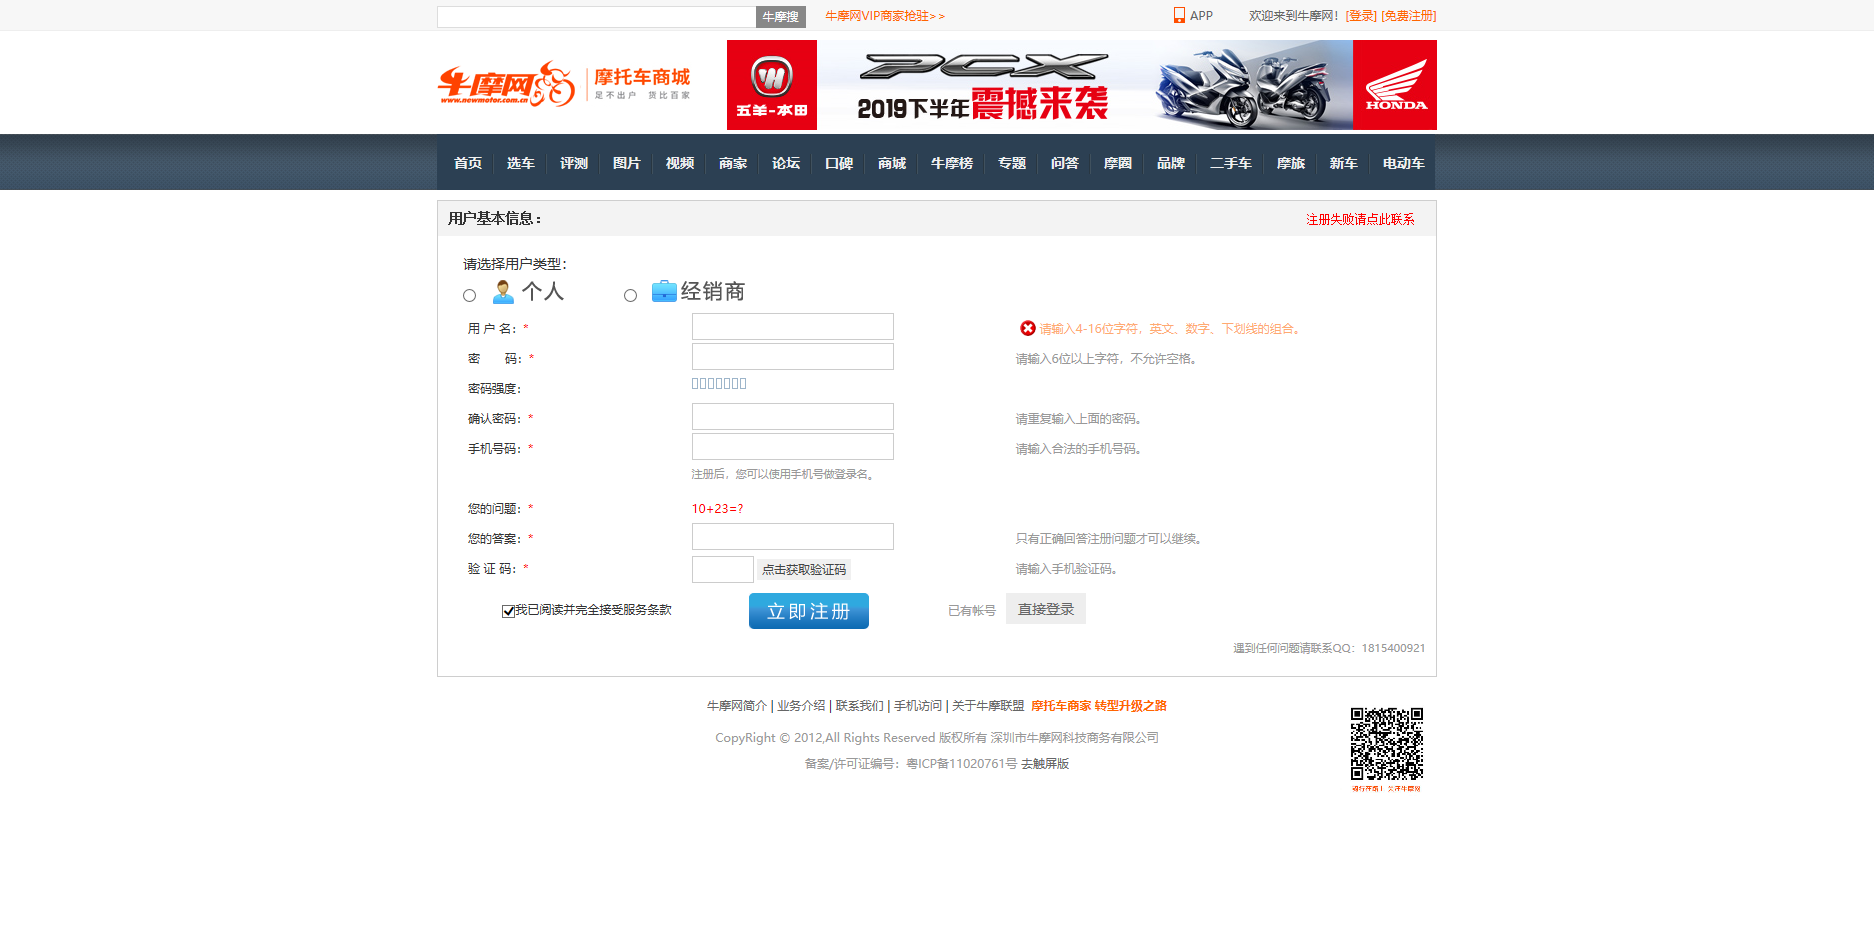 牛摩搜 牛摩网VIP商家抢驻>> APP 欢迎来到牛摩网！[登录] [免费注册]
牛摩网 www.newmotor.com.cn 摩托车商城
足不出户 货比百家
五羊-本田
PCX
2019下半年震撼来袭
HONDA
首页 选车 评测 图片 视频 商家 论坛 口碑 商城 牛摩榜 专题 问答 摩圈 品牌 二手车 摩旅 新车 电动车
用户基本信息： 注册失败请点此联系
请选择用户类型：
个人 经销商
用 户 名：* 请输入4-16位字符，英文、数字、下划线的组合。
密 码：* 请输入6位以上字符，不允许空格。
密码强度：
确认密码：* 请重复输入上面的密码。
手机号码：* 请输入合法的手机号码。
注册后，您可以使用手机号做登录名。
您的问题：* 10+23=?
您的答案：* 只有正确回答注册问题才可以继续。
验 证 码：* 点击获取验证码 请输入手机验证码。
我已阅读并完全接受服务条款 立即注册 已有帐号 直接登录
遇到任何问题请联系QQ：1815400921
牛摩网简介 | 业务介绍 | 联系我们 | 手机访问 | 关于牛摩联盟 摩托车商家 转型升级之路
CopyRight © 2012,All Rights Reserved 版权所有 深圳市牛摩网科技商务有限公司
备案/许可证编号：粤ICP备11020761号 去触屏版